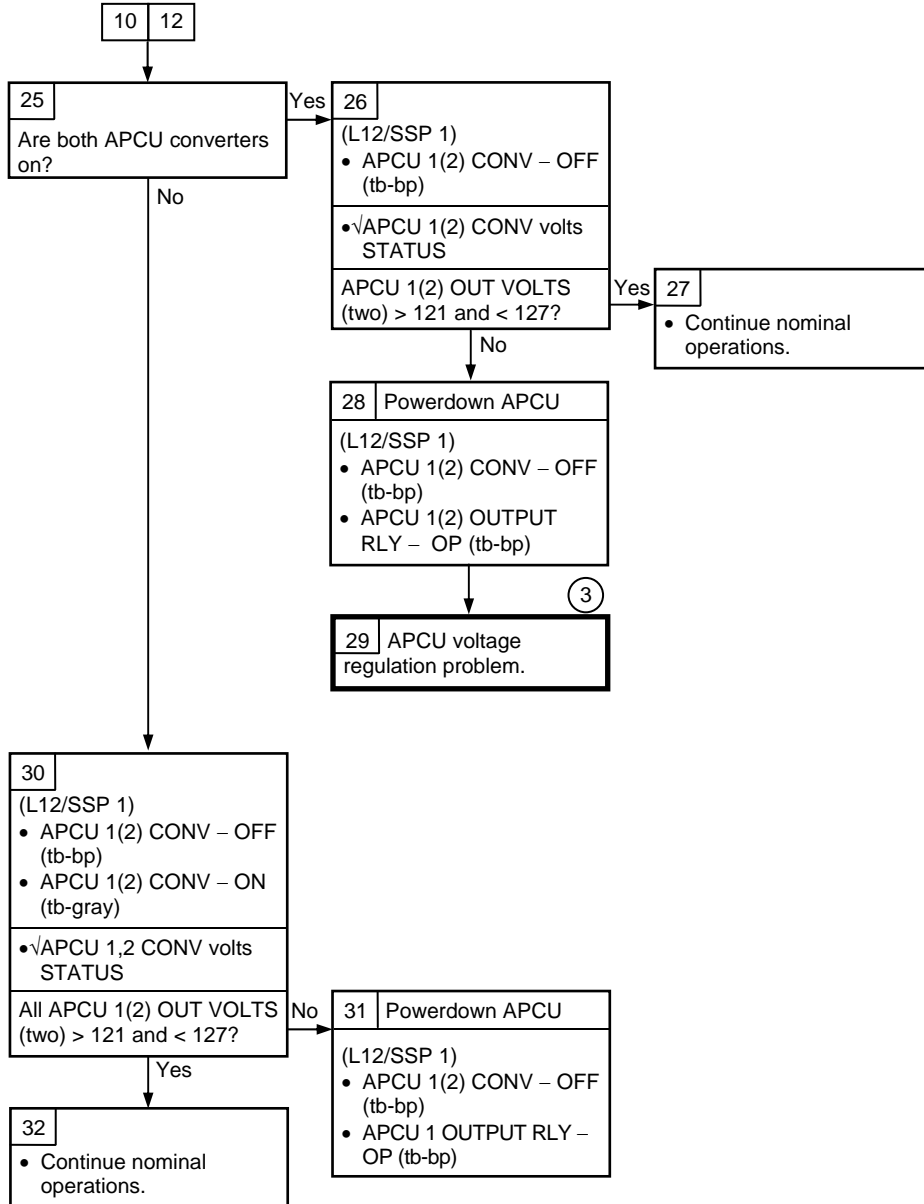 10 12
25
Are both APCU converters
on?
Yes
No
26
(L12/SSP 1)
• APCU 1(2) CONV – OFF
(tb-bp)
•√APCU 1(2) CONV volts
STATUS
APCU 1(2) OUT VOLTS
(two) > 121 and < 127?
Yes
27
• Continue nominal
operations.
No
28 Powerdown APCU
(L12/SSP 1)
• APCU 1(2) CONV – OFF
(tb-bp)
• APCU 1(2) OUTPUT
RLY – OP (tb-bp)
3
29 APCU voltage
regulation problem.
30
(L12/SSP 1)
• APCU 1(2) CONV – OFF
(tb-bp)
• APCU 1(2) CONV – ON
(tb-gray)
•√APCU 1,2 CONV volts
STATUS
All APCU 1(2) OUT VOLTS
(two) > 121 and < 127?
No
31 Powerdown APCU
(L12/SSP 1)
• APCU 1(2) CONV – OFF
(tb-bp)
• APCU 1 OUTPUT RLY –
OP (tb-bp)
Yes
32
• Continue nominal
operations.